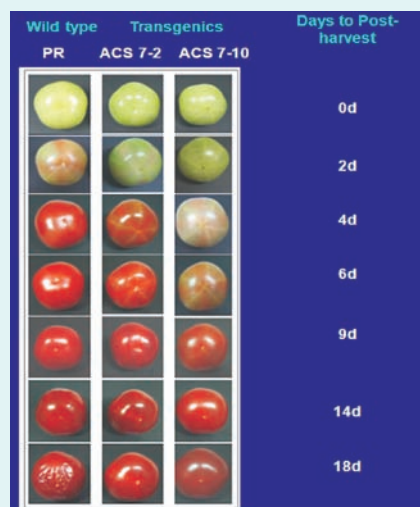 Wild type Transgenics Days to Post-
harvest
PR ACS 7-2 ACS 7-10
0d
2d
4d
6d
9d
14d
18d